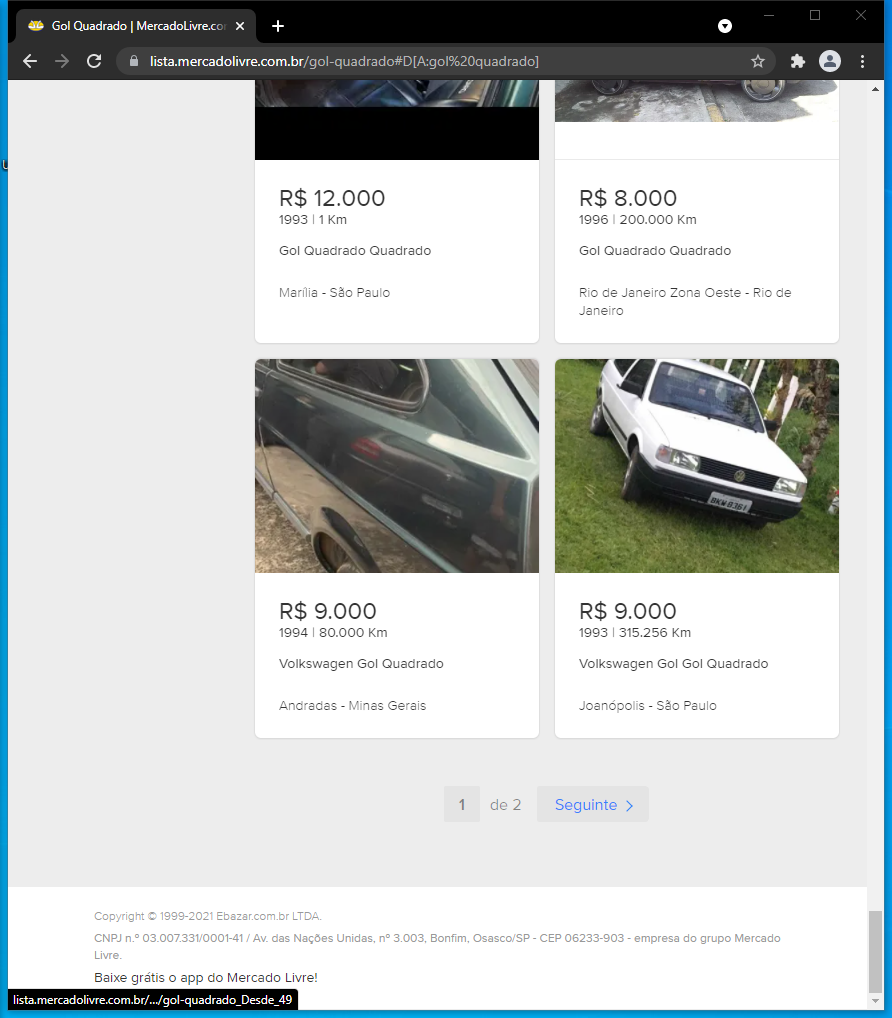 Gol Quadrado | MercadoLivre.co
lista.mercadolivre.com.br/gol-quadrado#D[A:gol%20quadrado]
R$ 12.000
1993 | 1 Km
Gol Quadrado Quadrado
Marília - São Paulo
R$ 8.000
1996 | 200.000 Km
Gol Quadrado Quadrado
Rio de Janeiro Zona Oeste - Rio de
Janeiro
BKW 8361
R$ 9.000
1994 | 80.000 Km
Volkswagen Gol Quadrado
Andradas - Minas Gerais
R$ 9.000
1993 | 315.256 Km
Volkswagen Gol Gol Quadrado
Joanópolis - São Paulo
1 de 2 Seguinte
Copyright © 1999-2021 Ebazar.com.br LTDA.
CNPJ n.º 03.007.331/0001-41 / Av. das Nações Unidas, nº 3.003, Bonfim, Osasco/SP - CEP 06233-903 - empresa do grupo Mercado
Livre.
Baixe grátis o app do Mercado Livre!
lista.mercadolivre.com.br/.../gol-quadrado_Desde_49